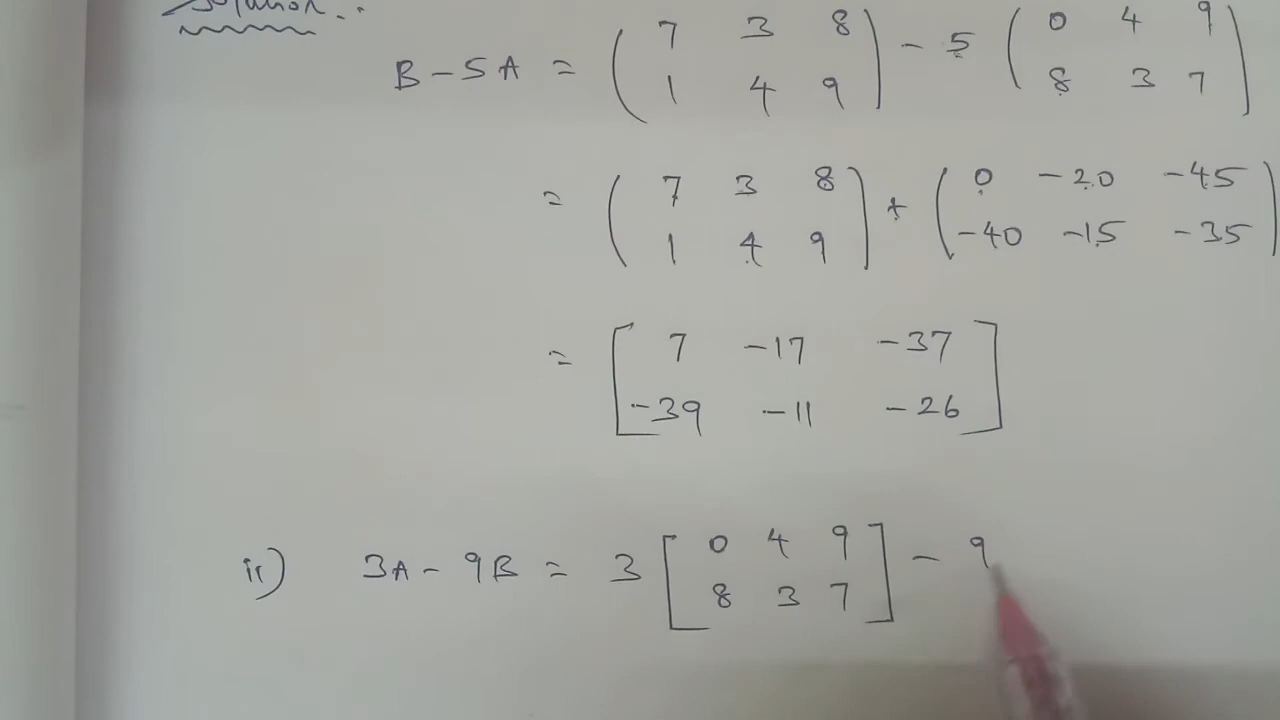 Solution..
B - 5A = ( 7 3 8 ) - 5 ( 0 4 9 )
( 1 4 9 ) ( 8 3 7 )
= ( 7 3 8 ) + ( 0 -20 -45 )
( 1 4 9 ) ( -40 -15 -35 )
= [ 7 -17 -37 ]
[ -39 -11 -26 ]
ii) 3A - 9B = 3 [ 0 4 9 ] - 9
[ 8 3 7 ]